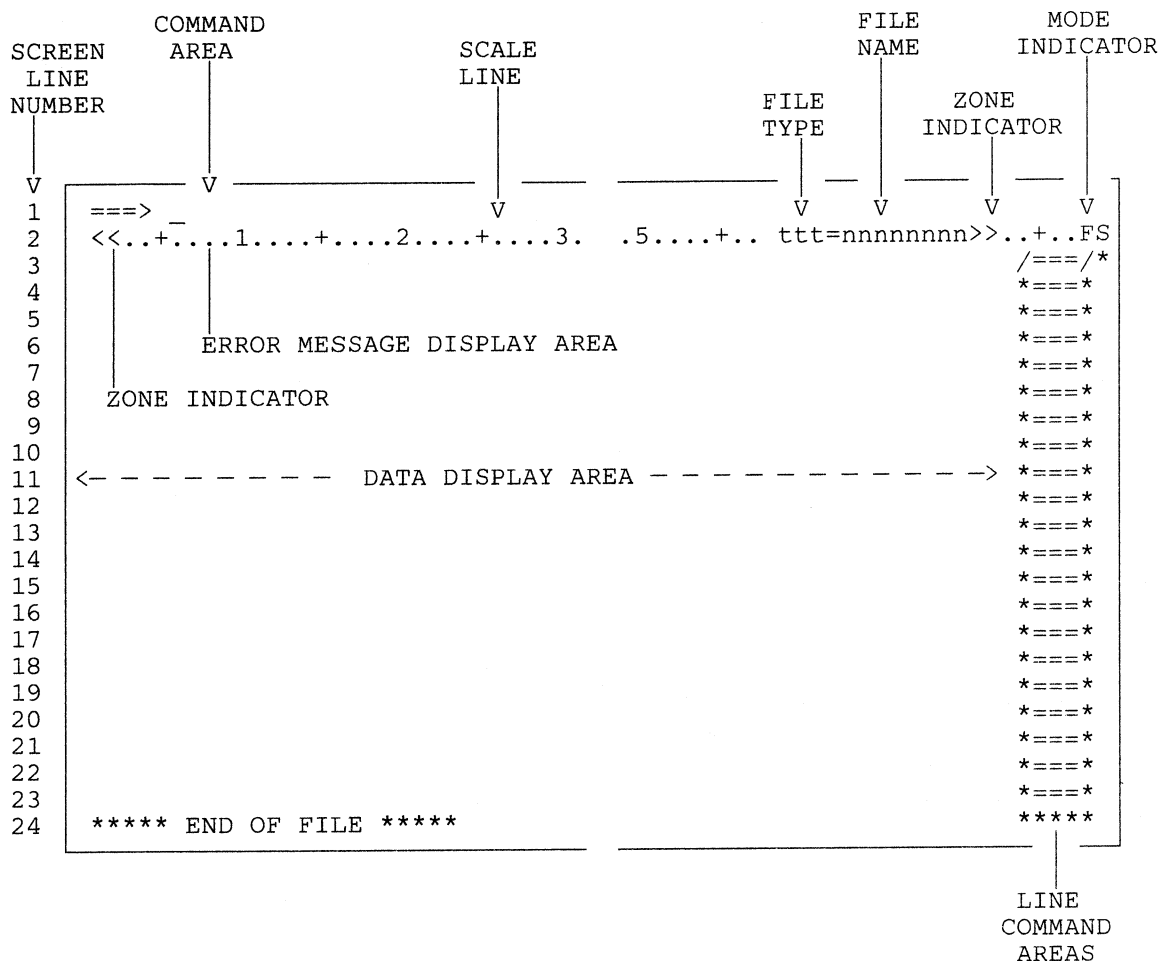 COMMAND
AREA
FILE
NAME
MODE
INDICATOR
SCREEN
LINE
NUMBER
SCALE
LINE
FILE
TYPE
ZONE
INDICATOR
V V
1 ===> _ V V V V V
2 <<..+....1....+....2....+....3. .5....+.. ttt=nnnnnnnn>>..+..FS
3 /===/*
4 *===*
5 *===*
6 ERROR MESSAGE DISPLAY AREA *===*
7 *===*
8 ZONE INDICATOR *===*
9 *===*
10 *===*
11 <- - - - - - - - DATA DISPLAY AREA - - - - - - - - - -> *===*
12 *===*
13 *===*
14 *===*
15 *===*
16 *===*
17 *===*
18 *===*
19 *===*
20 *===*
21 *===*
22 *===*
23 *===*
24 ***** END OF FILE ***** *****
LINE
COMMAND
AREAS